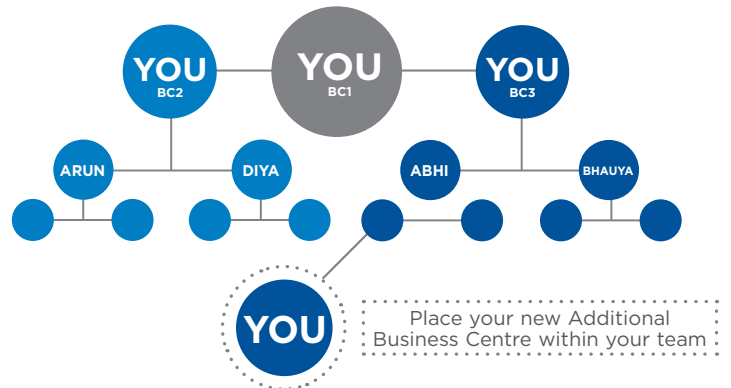 YOU
BC2
YOU
BC1
YOU
BC3
ARUN
DIYA
ABHI
BHAUYA
YOU
Place your new Additional
Business Centre within your team